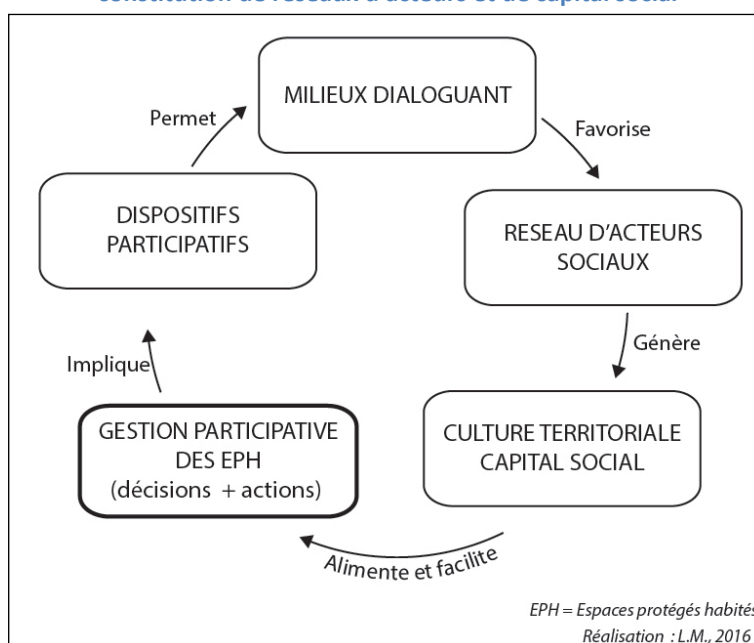 constitution de réseaux d'acteurs et de capital social
MILIEUX DIALOGUANT
Permet
Favorise
DISPOSITIFS
PARTICIPATIFS
RESEAU D'ACTEURS
SOCIAUX
Génère
Implique
GESTION PARTICIPATIVE
DES EPH
(décisions + actions)
CULTURE TERRITORIALE
CAPITAL SOCIAL
Alimente et facilite
EPH = Espaces protégés habités
Réalisation : L.M., 2016